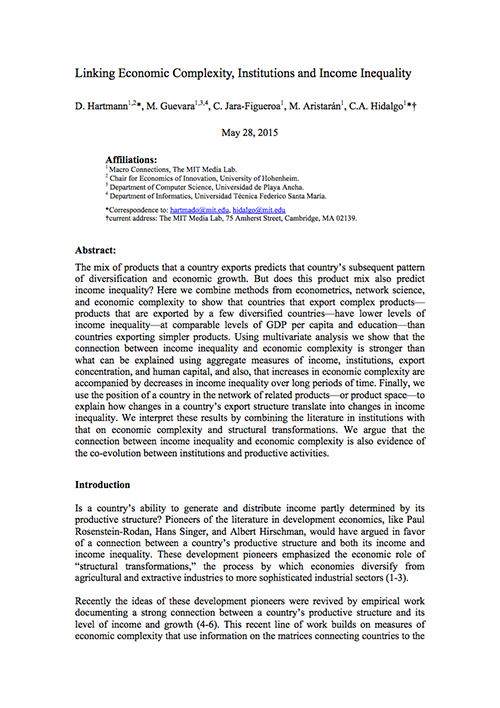 Linking Economic Complexity, Institutions and Income Inequality
D. Hartmann1,2*, M. Guevara1,3,4, C. Jara-Figueroa1, M. Aristarán1, C.A. Hidalgo1*†
May 28, 2015
Affiliations:
1 Macro Connections, The MIT Media Lab.
2 Chair for Economics of Innovation, University of Hohenheim.
3 Department of Computer Science, Universidad de Playa Ancha.
4 Department of Informatics, Universidad Técnica Federico Santa María.
*Correspondence to: hartmado@mit.edu, hidalgo@mit.edu
†current address: The MIT Media Lab, 75 Amherst Street, Cambridge, MA 02139.
Abstract:
The mix of products that a country exports predicts that country’s subsequent pattern
of diversification and economic growth. But does this product mix also predict
income inequality? Here we combine methods from econometrics, network science,
and economic complexity to show that countries that export complex products—
products that are exported by a few diversified countries—have lower levels of
income inequality—at comparable levels of GDP per capita and education—than
countries exporting simpler products. Using multivariate analysis we show that the
connection between income inequality and economic complexity is stronger than
what can be explained using aggregate measures of income, institutions, export
concentration, and human capital, and also, that increases in economic complexity are
accompanied by decreases in income inequality over long periods of time. Finally, we
use the position of a country in the network of related products—or product space—to
explain how changes in a country’s export structure translate into changes in income
inequality. We interpret these results by combining the literature in institutions with
that on economic complexity and structural transformations. We argue that the
connection between income inequality and economic complexity is also evidence of
the co-evolution between institutions and productive activities.
Introduction
Is a country’s ability to generate and distribute income partly determined by its
productive structure? Pioneers of the literature in development economics, like Paul
Rosenstein-Rodan, Hans Singer, and Albert Hirschman, would have argued in favor
of a connection between a country’s productive structure and both its income and
income inequality. These development pioneers emphasized the economic role of
“structural transformations,” the process by which economies diversify from
agricultural and extractive industries to more sophisticated industrial sectors (1-3).
Recently the ideas of these development pioneers were revived by empirical work
documenting a strong connection between a country’s productive structure and its
level of income and growth (4-6). This recent line of work builds on measures of
economic complexity that use information on the matrices connecting countries to the